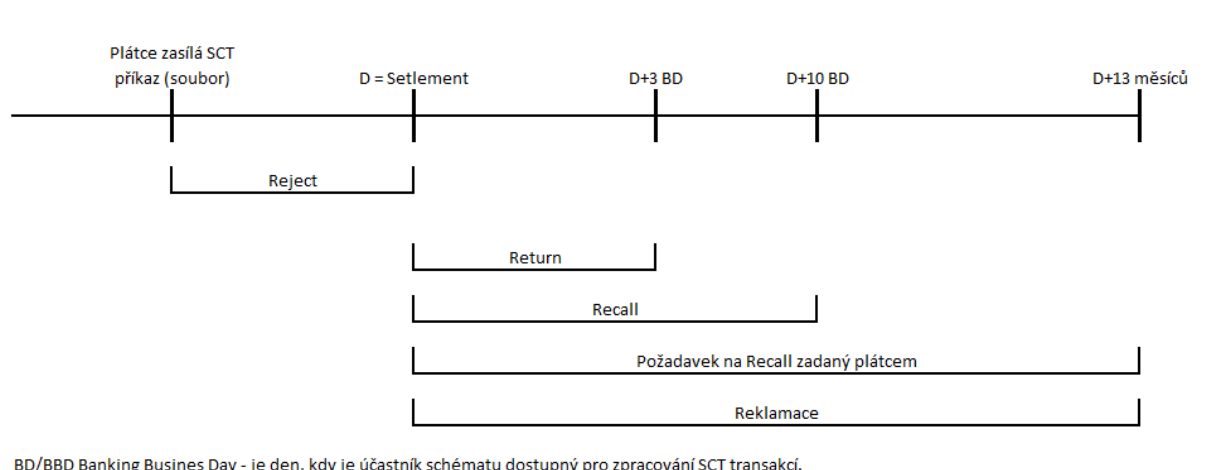 Plátce zasílá SCT
příkaz (soubor)
D = Setlement
D+3 BD
D+10 BD
D+13 měsíců
Reject
Return
Recall
Požadavek na Recall zadaný plátcem
Reklamace
BD/BBD Banking Busines Day - je den, kdy je účastník schématu dostupný pro zpracování SCT transakcí.